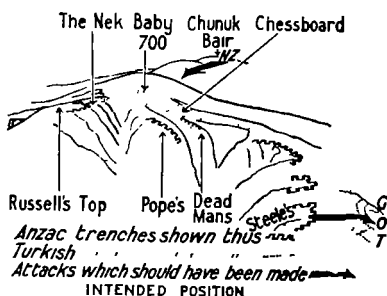 The Nek Baby Chunuk Chessboard
700 Bair
NZ.
Russell's Top Pope's Dead
Mans
Steele's
G
O
T
Anzac trenches shown thus
Turkish " " "
Attacks which should have been made
INTENDED POSITION